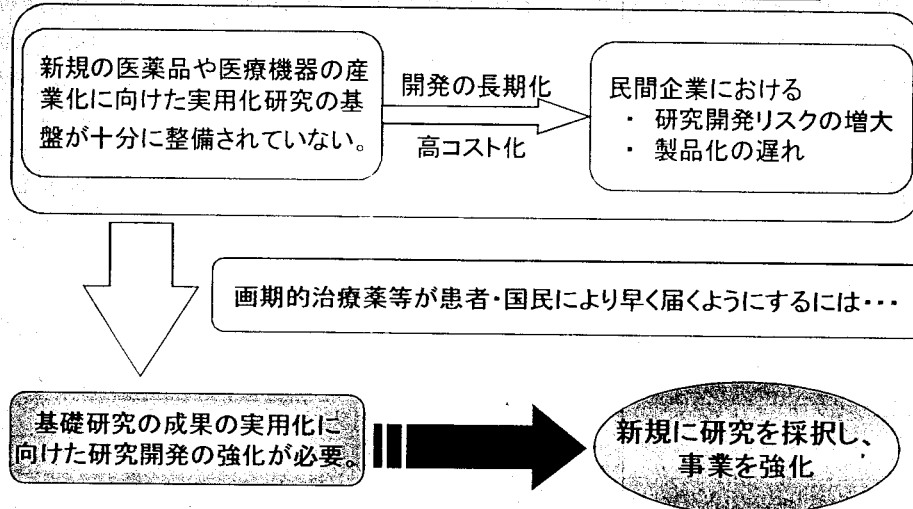 新規の医薬品や医療機器の産
業化に向けた実用化研究の基
盤が十分に整備されていない。
開発の長期化
高コスト化
民間企業における
・ 研究開発リスクの増大
・ 製品化の遅れ
画期的治療薬等が患者・国民により早く届くようにするには・・・
基礎研究の成果の実用化に
向けた研究開発の強化が必要。
新規に研究を採択し、
事業を強化